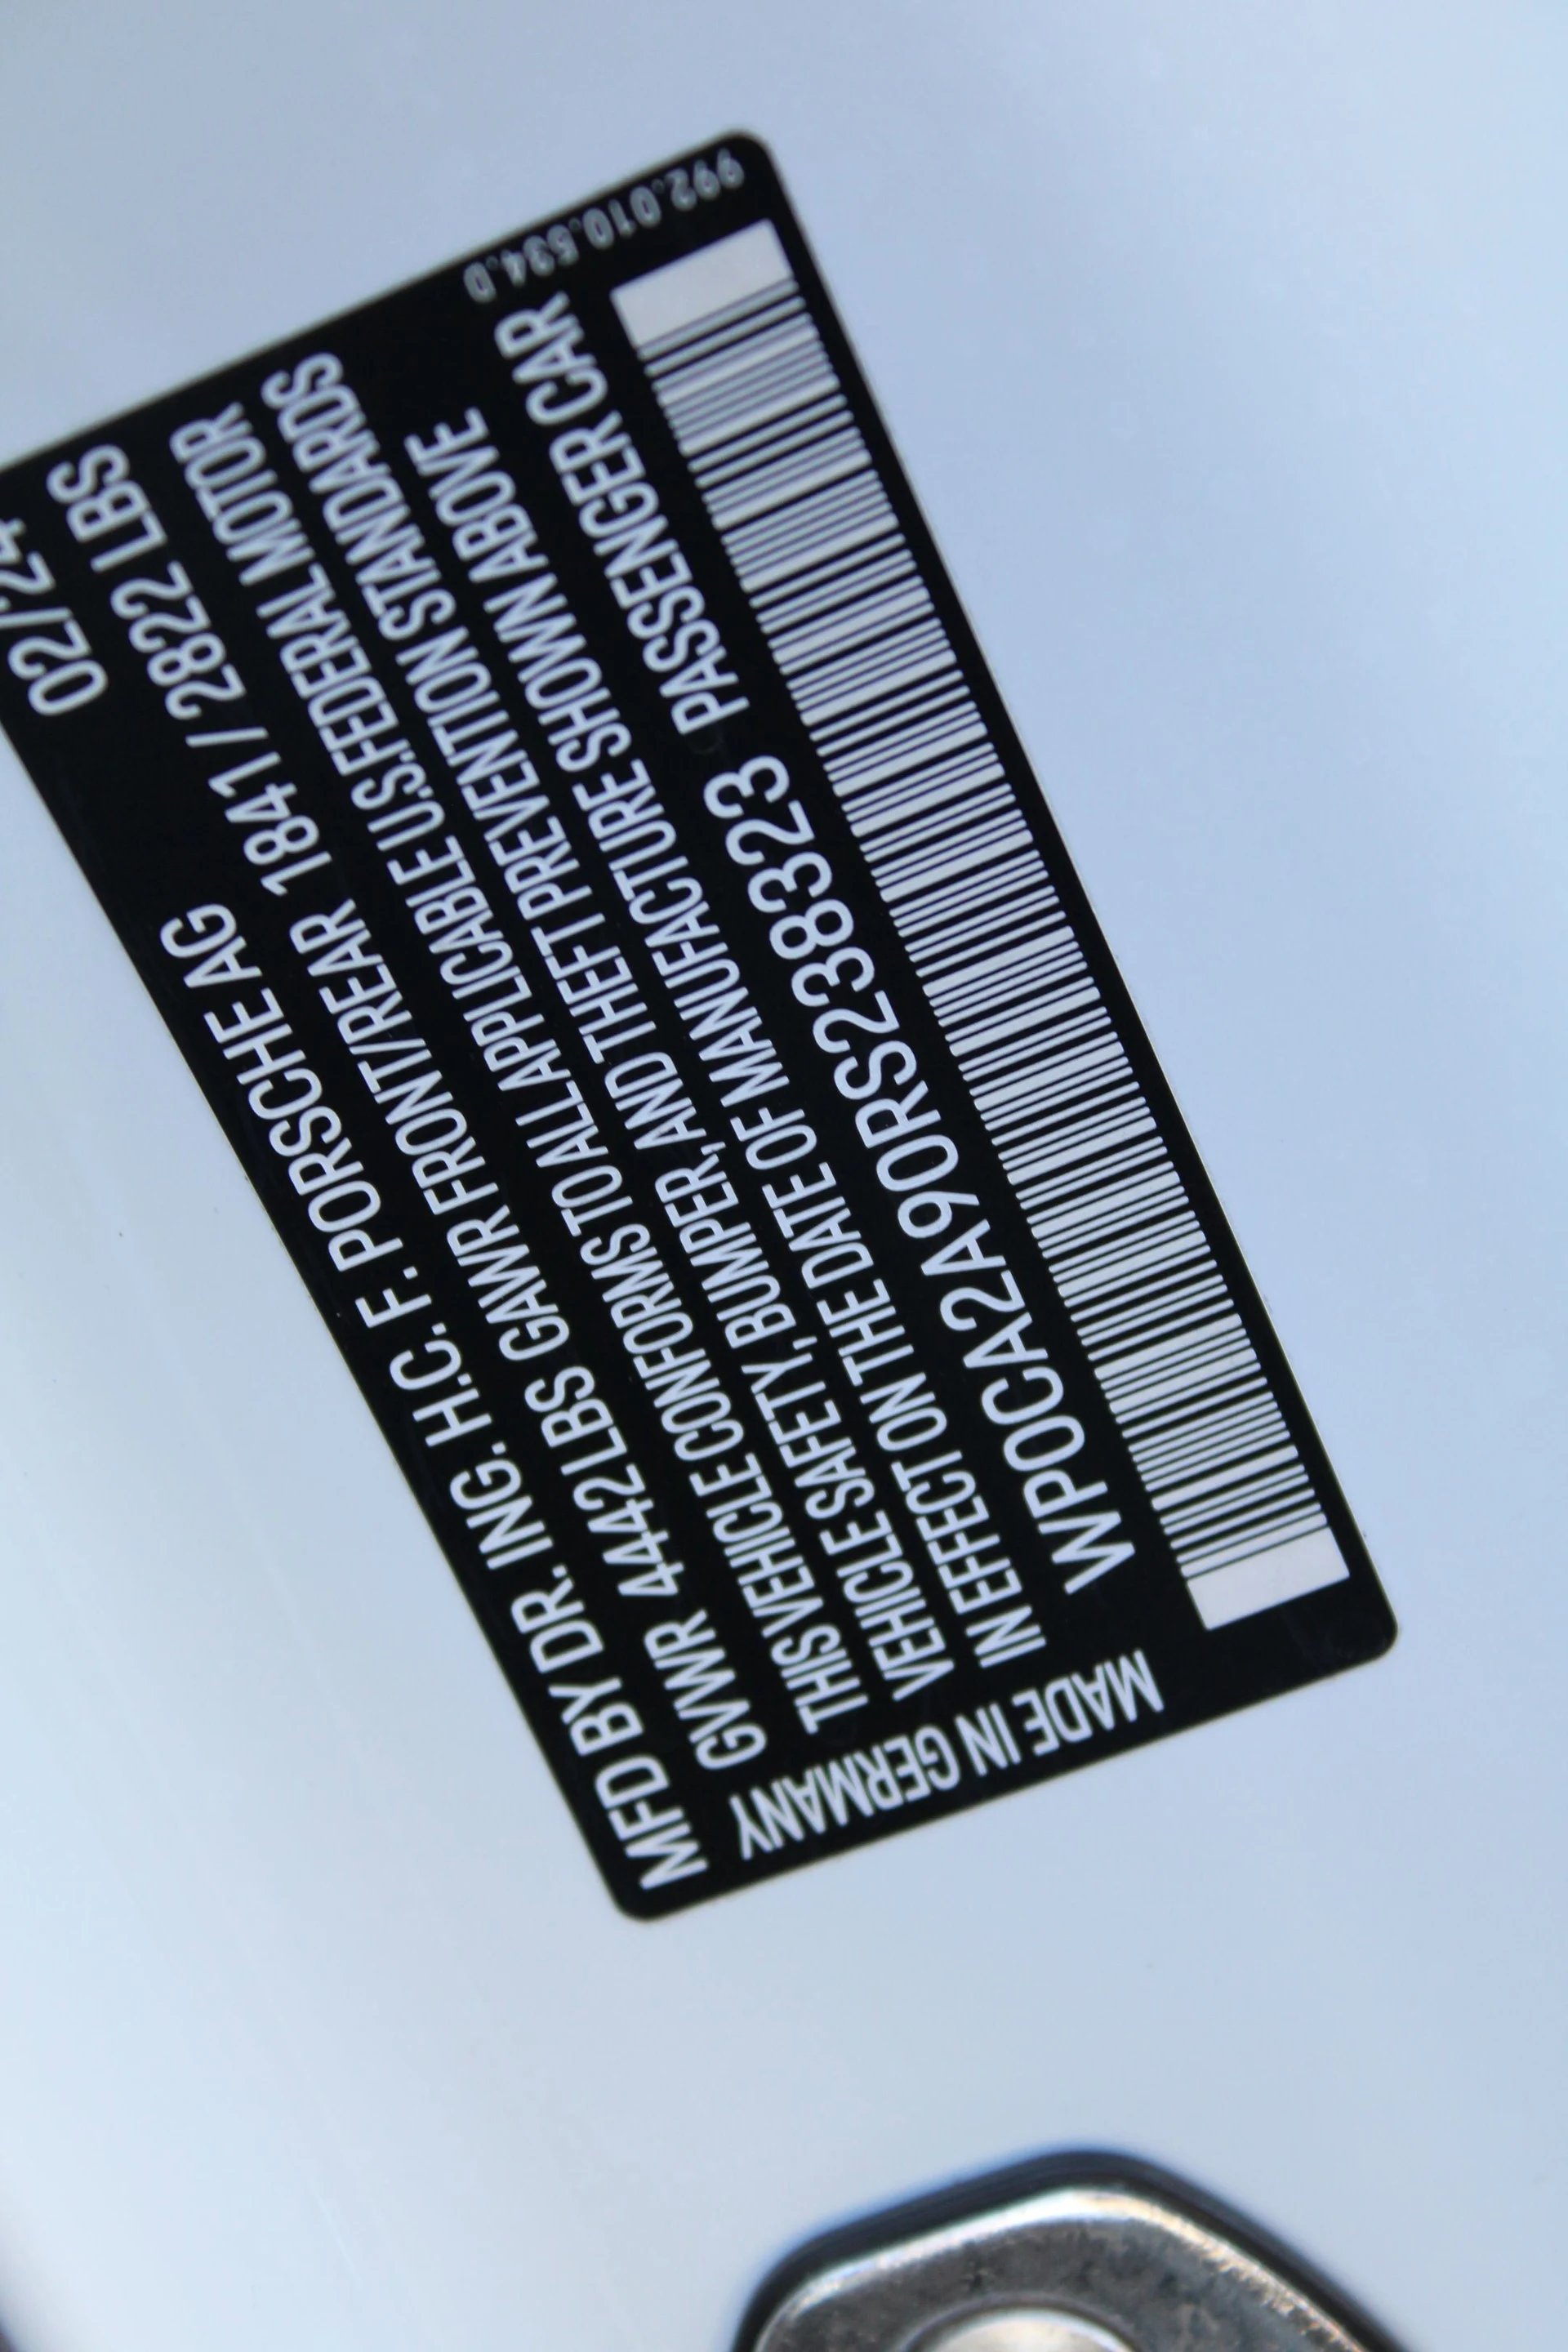 MFD BY DR. ING. H.C. F. PORSCHE AG 02/24
GVWR 4442 LBS GAWR FRONT/REAR 1841 / 2822 LBS
THIS VEHICLE CONFORMS TO ALL APPLICABLE U.S.FEDERAL MOTOR
VEHICLE SAFETY, BUMPER, AND THEFT PREVENTION STANDARDS
IN EFFECT ON THE DATE OF MANUFACTURE SHOWN ABOVE
WP0CA2A90RS238323 PASSENGER CAR
MADE IN GERMANY
992.010.534.D